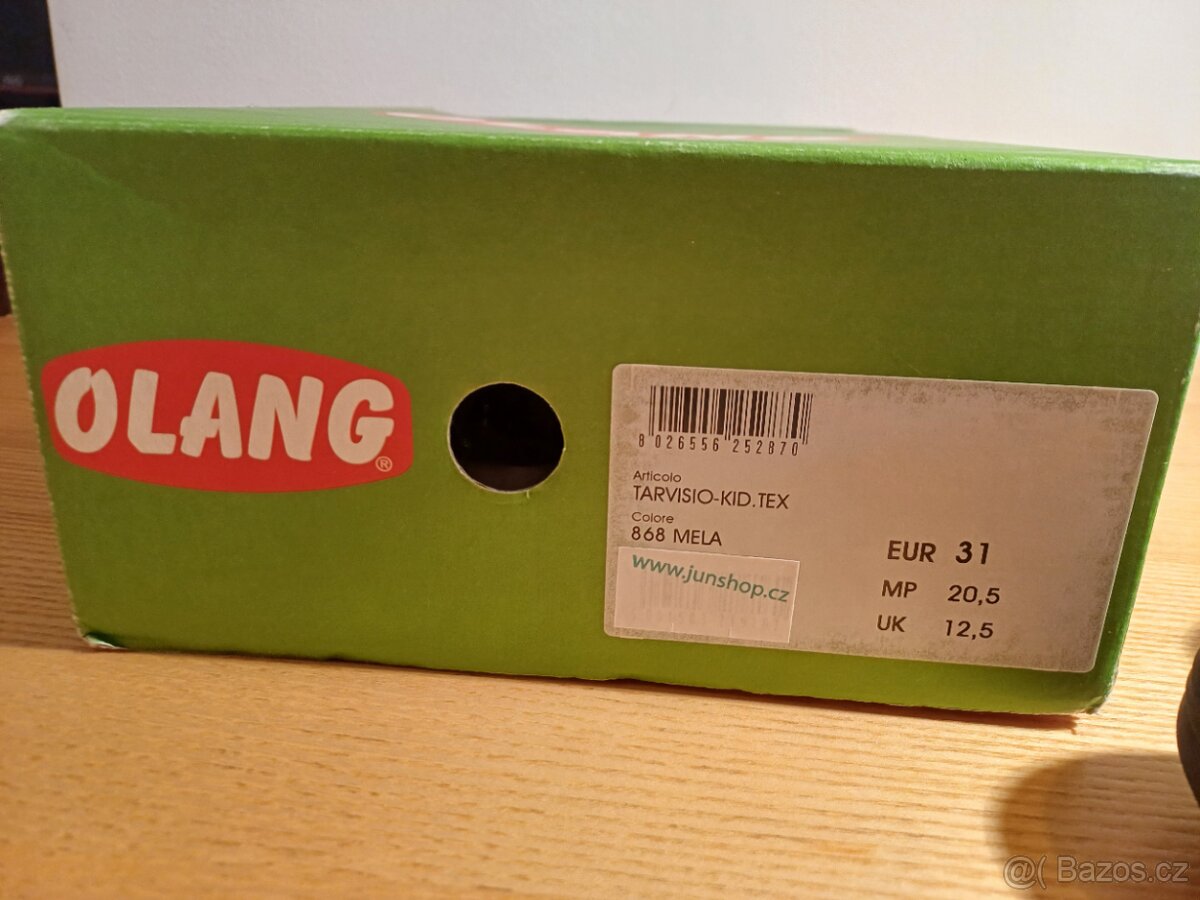 OLANG®
8 026556 252870
Articolo
TARVISIO-KID.TEX
Colore
868 MELA
www.junshop.cz
EUR 31
MP 20,5
UK 12,5
@( Bazos.cz